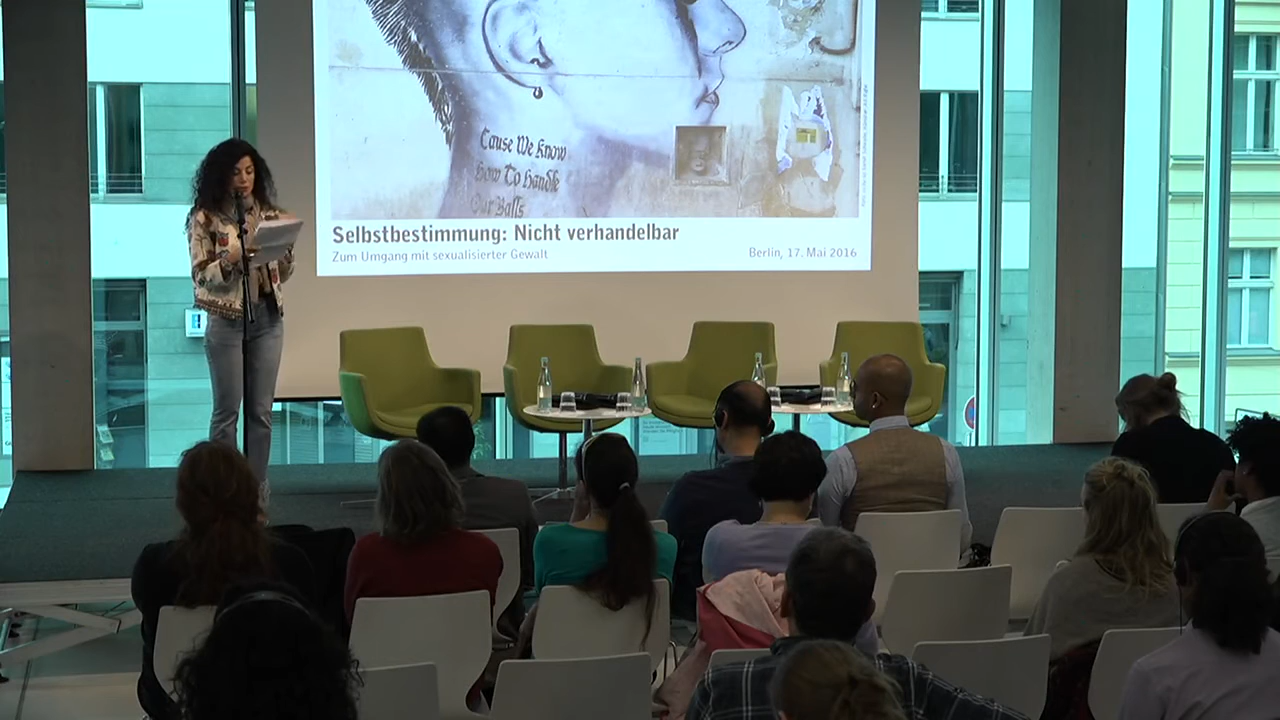 Cause We Know
How To Handle
Our Balls
Selbstbestimmung: Nicht verhandelbar
Zum Umgang mit sexualisierter Gewalt
Berlin, 17. Mai 2016